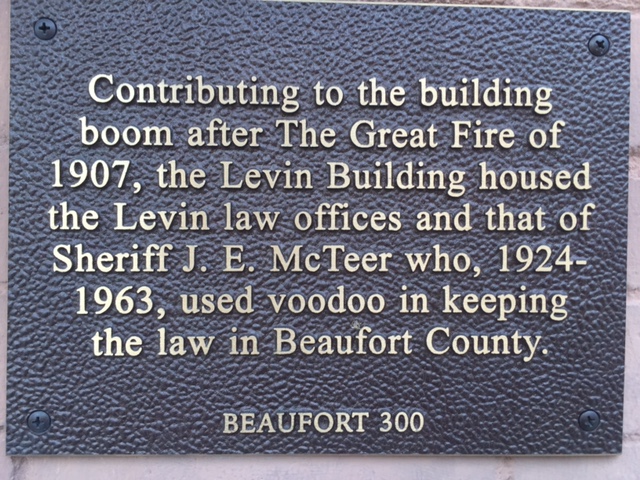 Contributing to the building
boom after The Great Fire of
1907, the Levin Building housed
the Levin law offices and that of
Sheriff J. E. McTeer who, 1924-
1963, used voodoo in keeping
the law in Beaufort County.
BEAUFORT 300